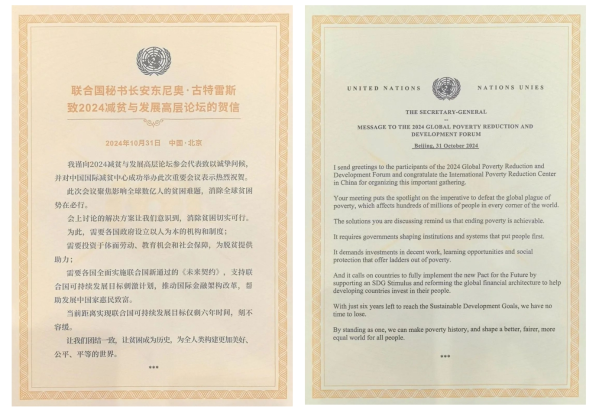 联合国秘书长安东尼奥·古特雷斯
致2024减贫与发展高层论坛的贺信
2024年10月31日 中国·北京
我谨向2024减贫与发展高层论坛参会代表致以诚挚问候，
并对中国国际减贫中心成功举办此次重要会议表示热烈祝贺。
此次会议聚焦影响全球数亿人的贫困难题，消除全球贫困
势在必行。
会上讨论的解决方案让我们意识到，消除贫困切实可行。
为此，需要各国政府设立以人为本的机构和制度；
需要投资于体面劳动、教育机会和社会保障，为脱贫提供
助力；
需要各国全面实施联合国新通过的《未来契约》，支持联
合国可持续发展目标刺激计划，推动国际金融架构改革，帮
助发展中国家惠民致富。
当前距离实现联合国可持续发展目标仅剩六年时间，刻不
容缓。
让我们团结一致，让贫困成为历史，为全人类构建更加美好、
公平、平等的世界。
***
UNITED NATIONS NATIONS UNIES
THE SECRETARY-GENERAL
--
MESSAGE TO THE 2024 GLOBAL POVERTY REDUCTION AND
DEVELOPMENT FORUM
Beijing, 31 October 2024
I send greetings to the participants of the 2024 Global Poverty Reduction and
Development Forum and congratulate the International Poverty Reduction Center
in China for organizing this important gathering.
Your meeting puts the spotlight on the imperative to defeat the global plague of
poverty, which affects hundreds of millions of people in every corner of the world.
The solutions you are discussing remind us that ending poverty is achievable.
It requires governments shaping institutions and systems that put people first.
It demands investments in decent work, learning opportunities and social
protection that offer ladders out of poverty.
And it calls on countries to fully implement the new Pact for the Future by
supporting an SDG Stimulus and reforming the global financial architecture to help
developing countries invest in their people.
With just six years left to reach the Sustainable Development Goals, we have no
time to lose.
By standing as one, we can make poverty history, and shape a better, fairer, more
equal world for all people.
***